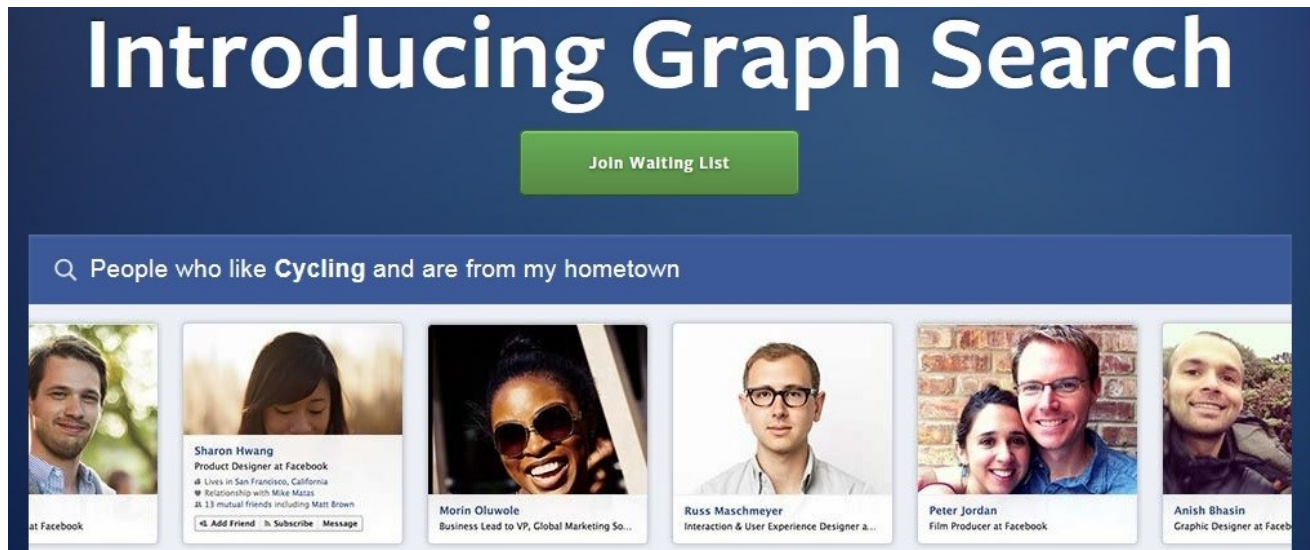 Introducing Graph Search
Join Waiting List
People who like Cycling and are from my hometown
at Facebook
Sharon Hwang
Product Designer at Facebook
Lives in San Francisco, California
Relationship with Mike Matas
13 mutual friends including Matt Brown
Add Friend Subscribe Message
Morin Oluwole
Business Lead to VP, Global Marketing So...
Russ Maschmeyer
Interaction & User Experience Designer a...
Peter Jordan
Film Producer at Facebook
Anish Bhasin
Graphic Designer at Faceb